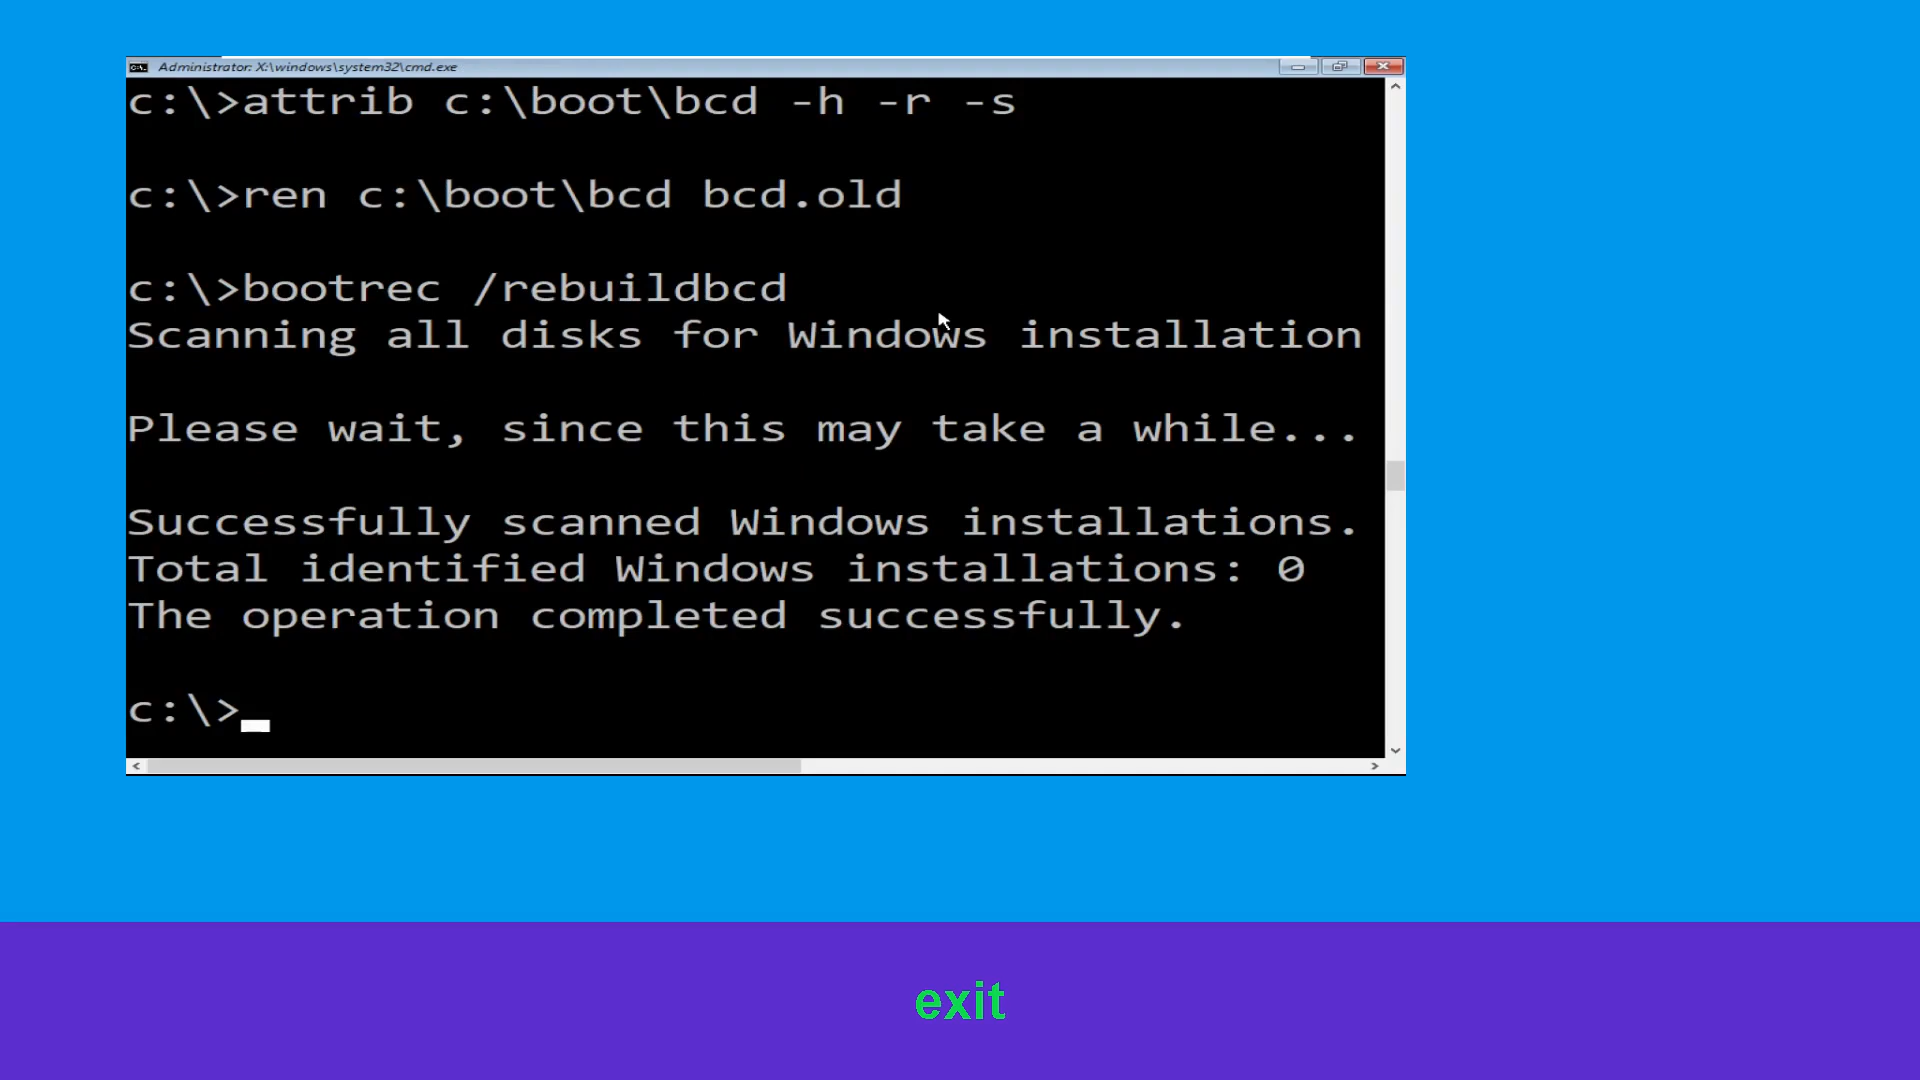 Administrator: X:\windows\system32\cmd.exe
c:\>attrib c:\boot\bcd -h -r -s
c:\>ren c:\boot\bcd bcd.old
c:\>bootrec /rebuildbcd
Scanning all disks for Windows installation
Please wait, since this may take a while...
Successfully scanned Windows installations.
Total identified Windows installations: 0
The operation completed successfully.
c:\>
exit